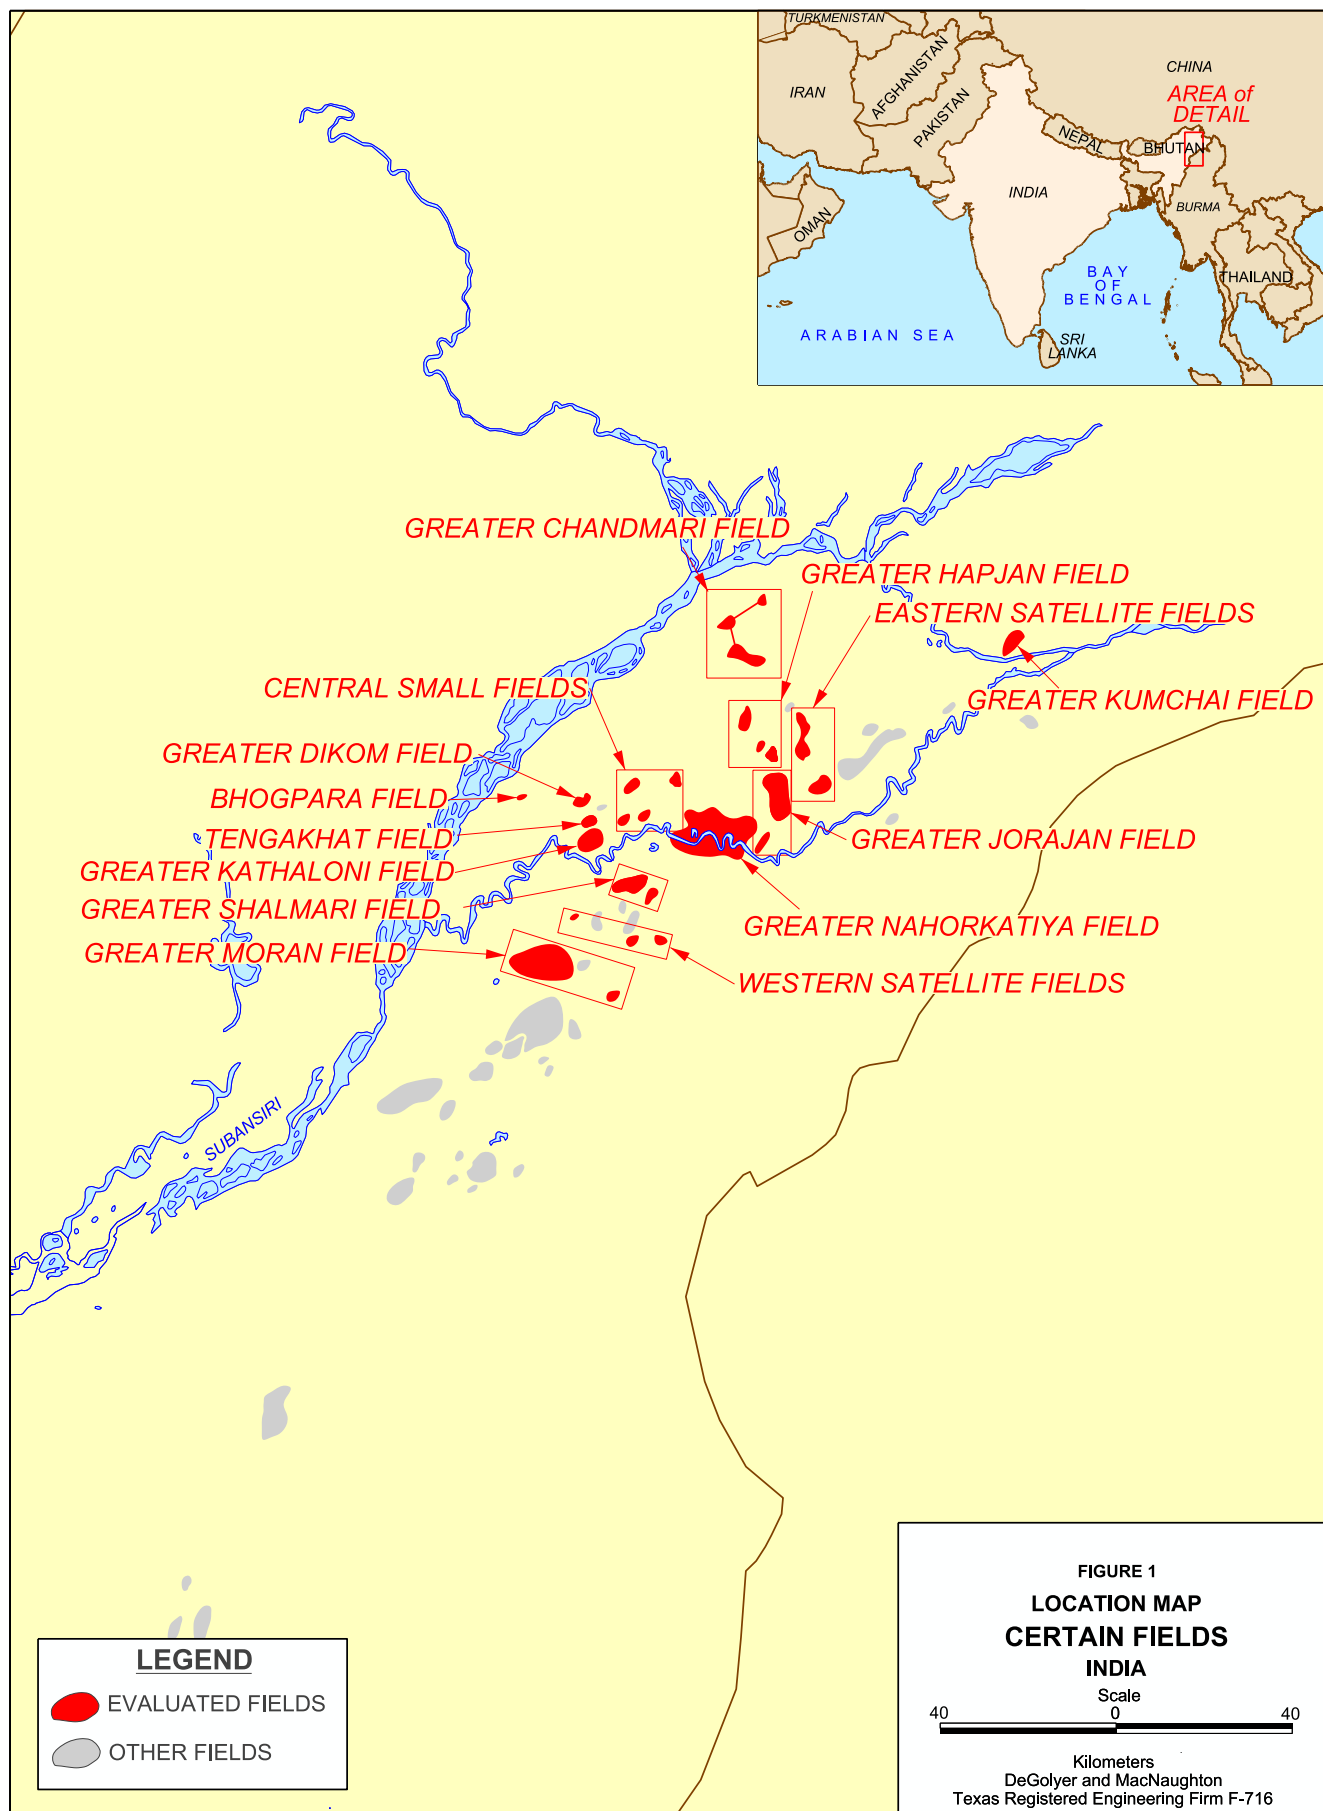 TURKMENISTAN
CHINA
IRAN
AFGHANISTAN
PAKISTAN
AREA of
DETAIL
NEPAL
BHUTAN
INDIA
BURMA
OMAN
BAY
OF
BENGAL
THAILAND
ARABIAN SEA
SRI
LANKA
GREATER CHANDMARI FIELD
GREATER HAPJAN FIELD
EASTERN SATELLITE FIELDS
CENTRAL SMALL FIELDS
GREATER KUMCHAI FIELD
GREATER DIKOM FIELD
BHOGPARA FIELD
TENGAKHAT FIELD
GREATER JORAJAN FIELD
GREATER KATHALONI FIELD
GREATER SHALMARI FIELD
GREATER NAHORKATIYA FIELD
GREATER MORAN FIELD
WESTERN SATELLITE FIELDS
SUBANSIRI
LEGEND
EVALUATED FIELDS
OTHER FIELDS
FIGURE 1
LOCATION MAP
CERTAIN FIELDS
INDIA
Scale
40 0 40
Kilometers
DeGolyer and MacNaughton
Texas Registered Engineering Firm F-716